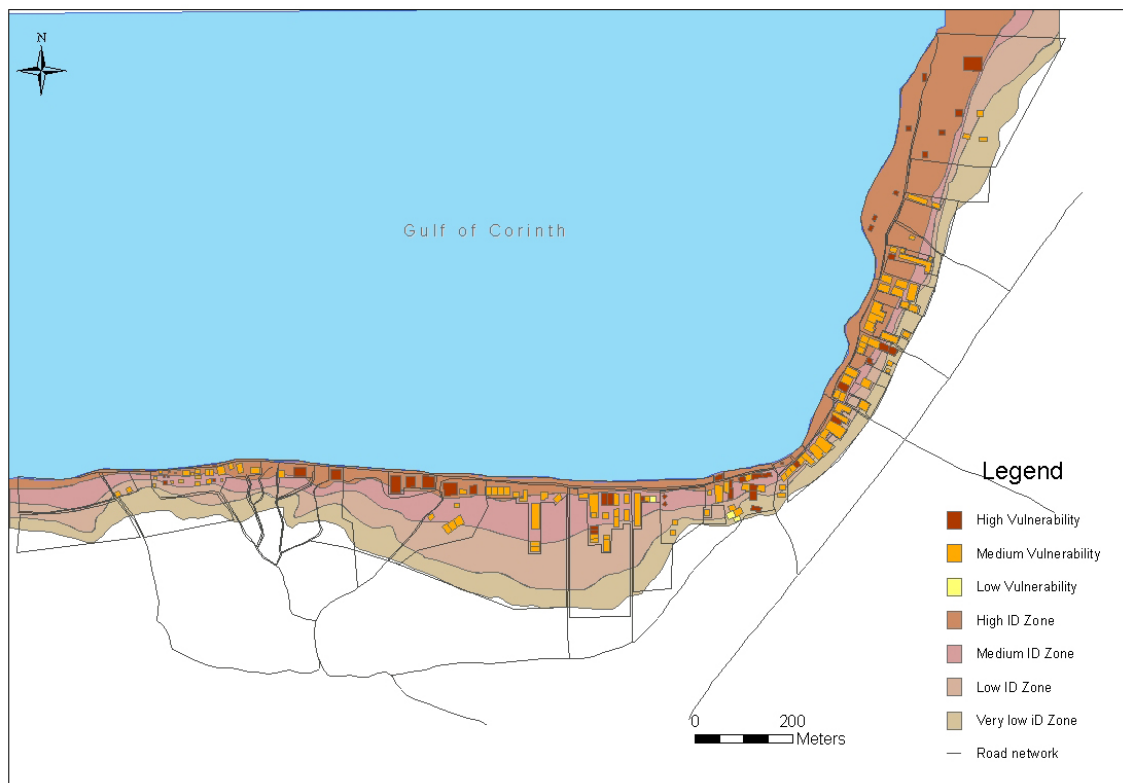 N
Gulf of Corinth
Legend
High Vulnerability
Medium Vulnerability
Low Vulnerability
High ID Zone
Medium ID Zone
Low ID Zone
Very low iD Zone
Road network
0 200
Meters